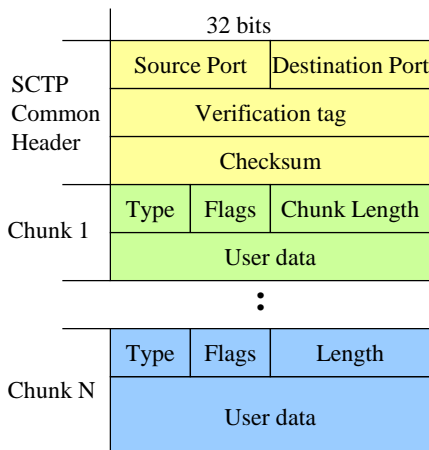 32 bits
SCTP
Common
Header
Source Port
Destination Port
Verification tag
Checksum
Chunk 1
Type
Flags
Chunk Length
User data
:
Chunk N
Type
Flags
Length
User data